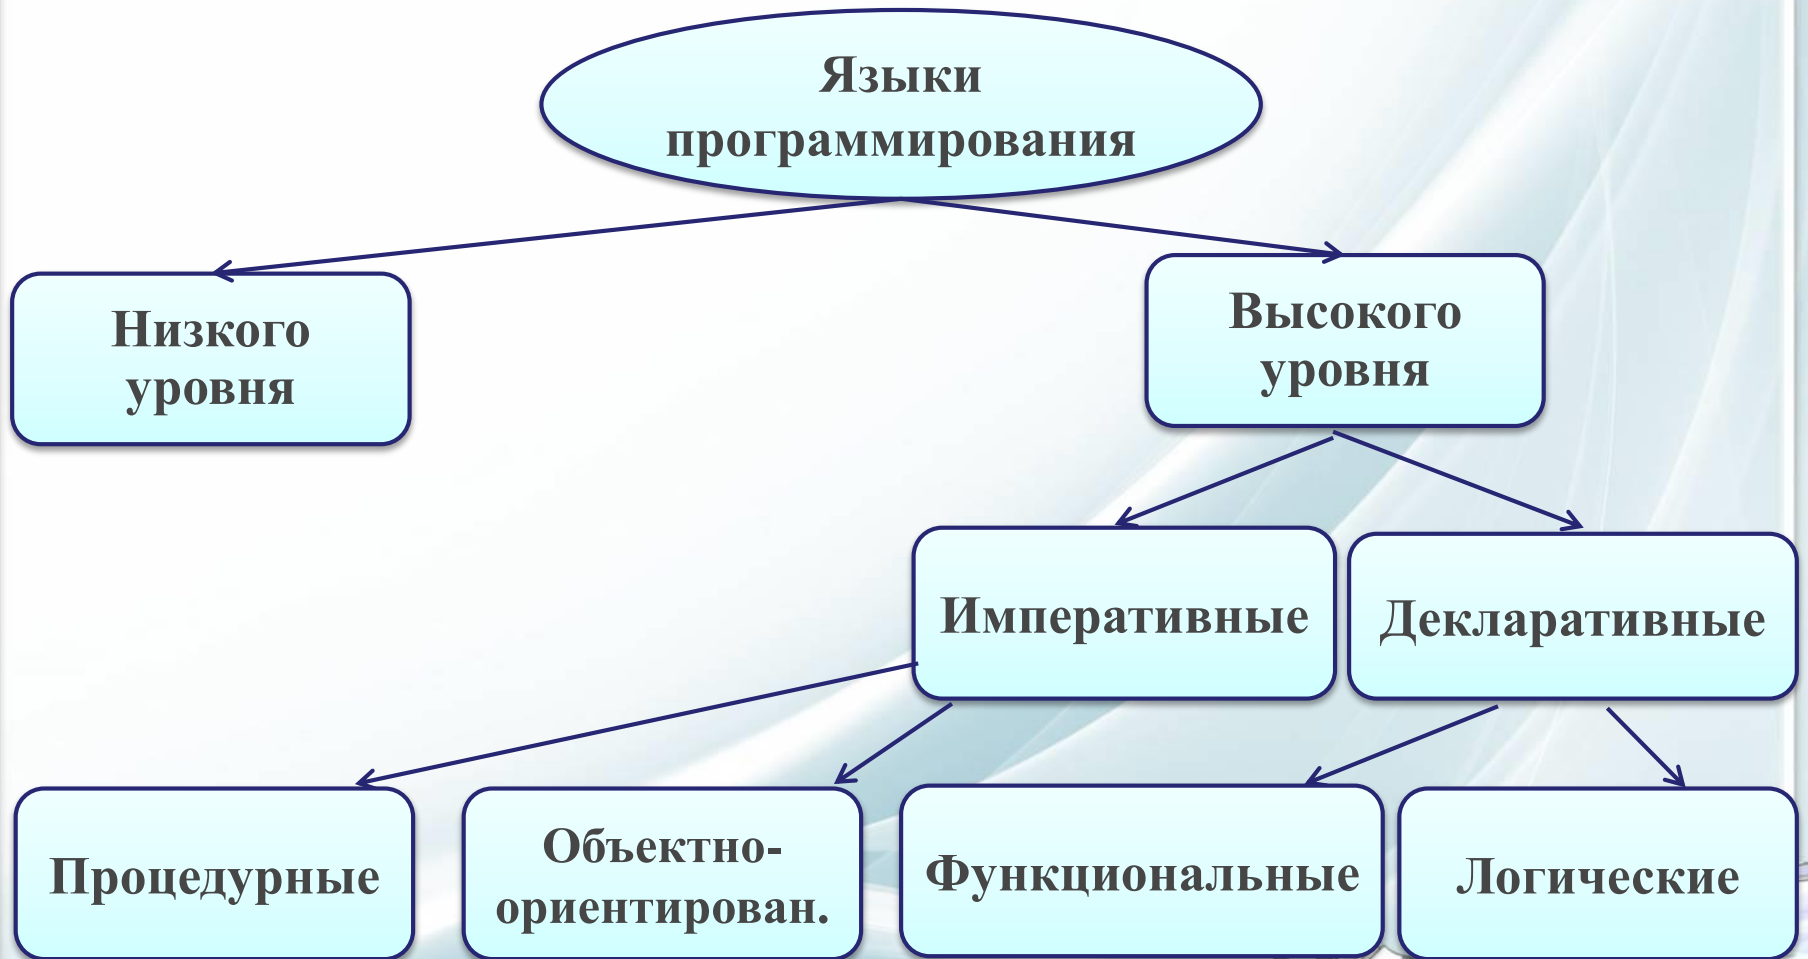 Языки
программирования
Низкого
уровня
Высокого
уровня
Императивные
Декларативные
Процедурные
Объектно-
ориентирован.
Функциональные
Логические